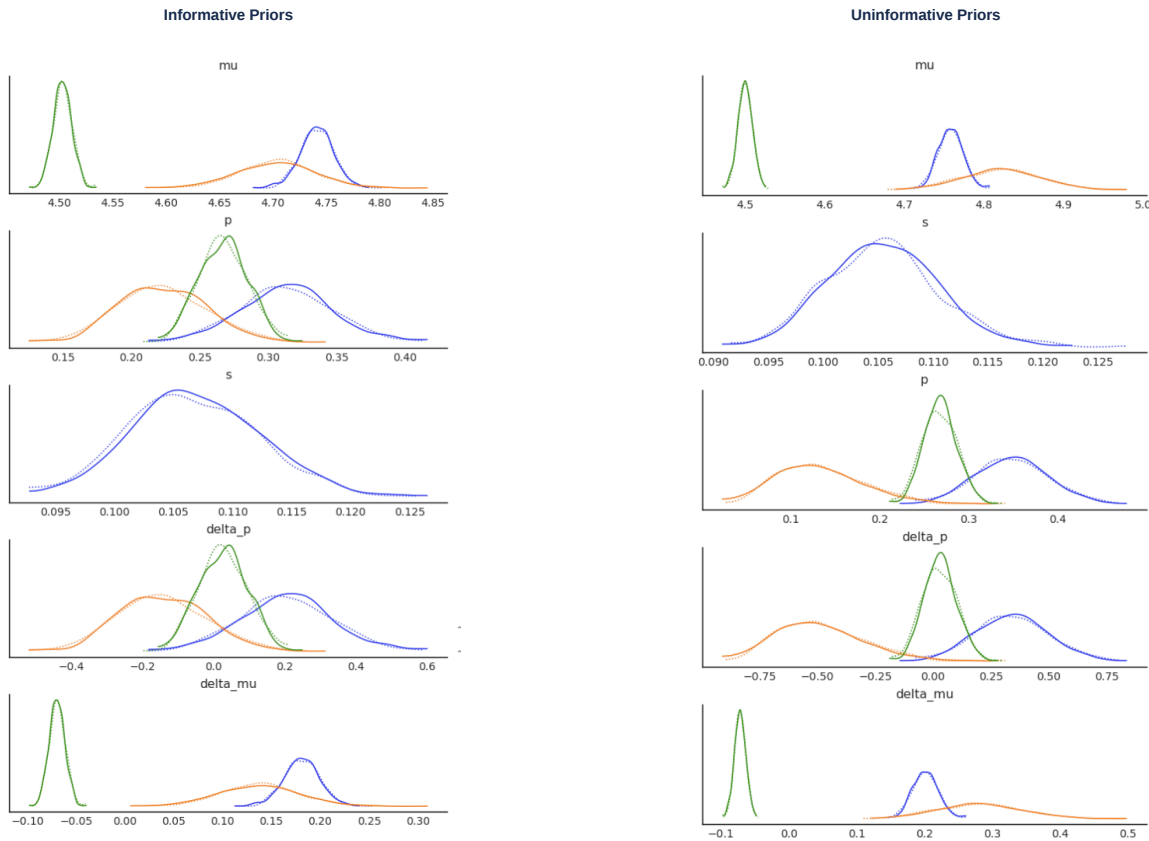 Informative Priors
mu
4.50 4.55 4.60 4.65 4.70 4.75 4.80 4.85
p
0.15 0.20 0.25 0.30 0.35 0.40
s
0.095 0.100 0.105 0.110 0.115 0.120 0.125
delta_p
−0.4 −0.2 0.0 0.2 0.4 0.6
delta_mu
−0.10 −0.05 0.00 0.05 0.10 0.15 0.20 0.25 0.30
Uninformative Priors
mu
4.5 4.6 4.7 4.8 4.9 5.0
s
0.090 0.095 0.100 0.105 0.110 0.115 0.120 0.125
p
0.1 0.2 0.3 0.4
delta_p
−0.75 −0.50 −0.25 0.00 0.25 0.50 0.75
delta_mu
−0.1 0.0 0.1 0.2 0.3 0.4 0.5